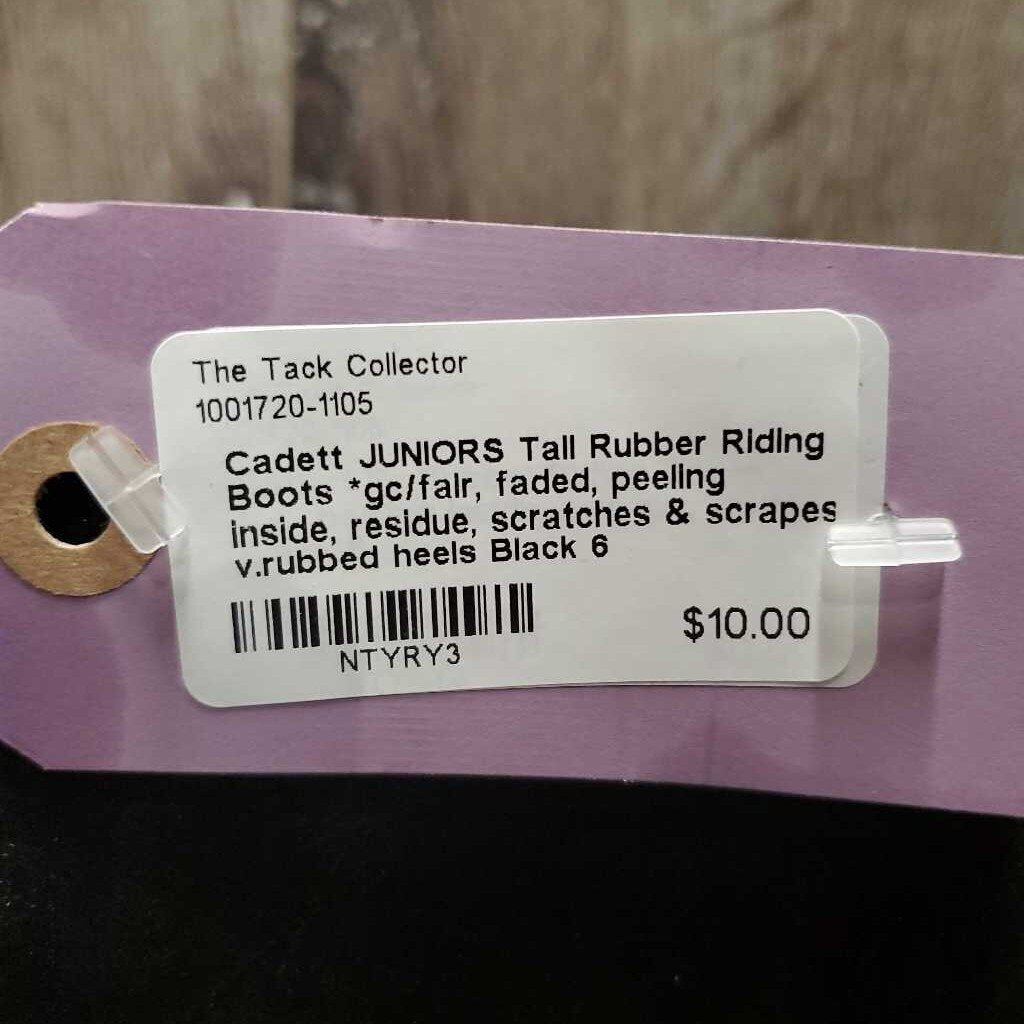 The Tack Collector
1001720-1105
Cadett JUNIORS Tall Rubber Riding
Boots *gc/fair, faded, peeling
inside, residue, scratches & scrapes
v.rubbed heels Black 6
$10.00
NTYRY3